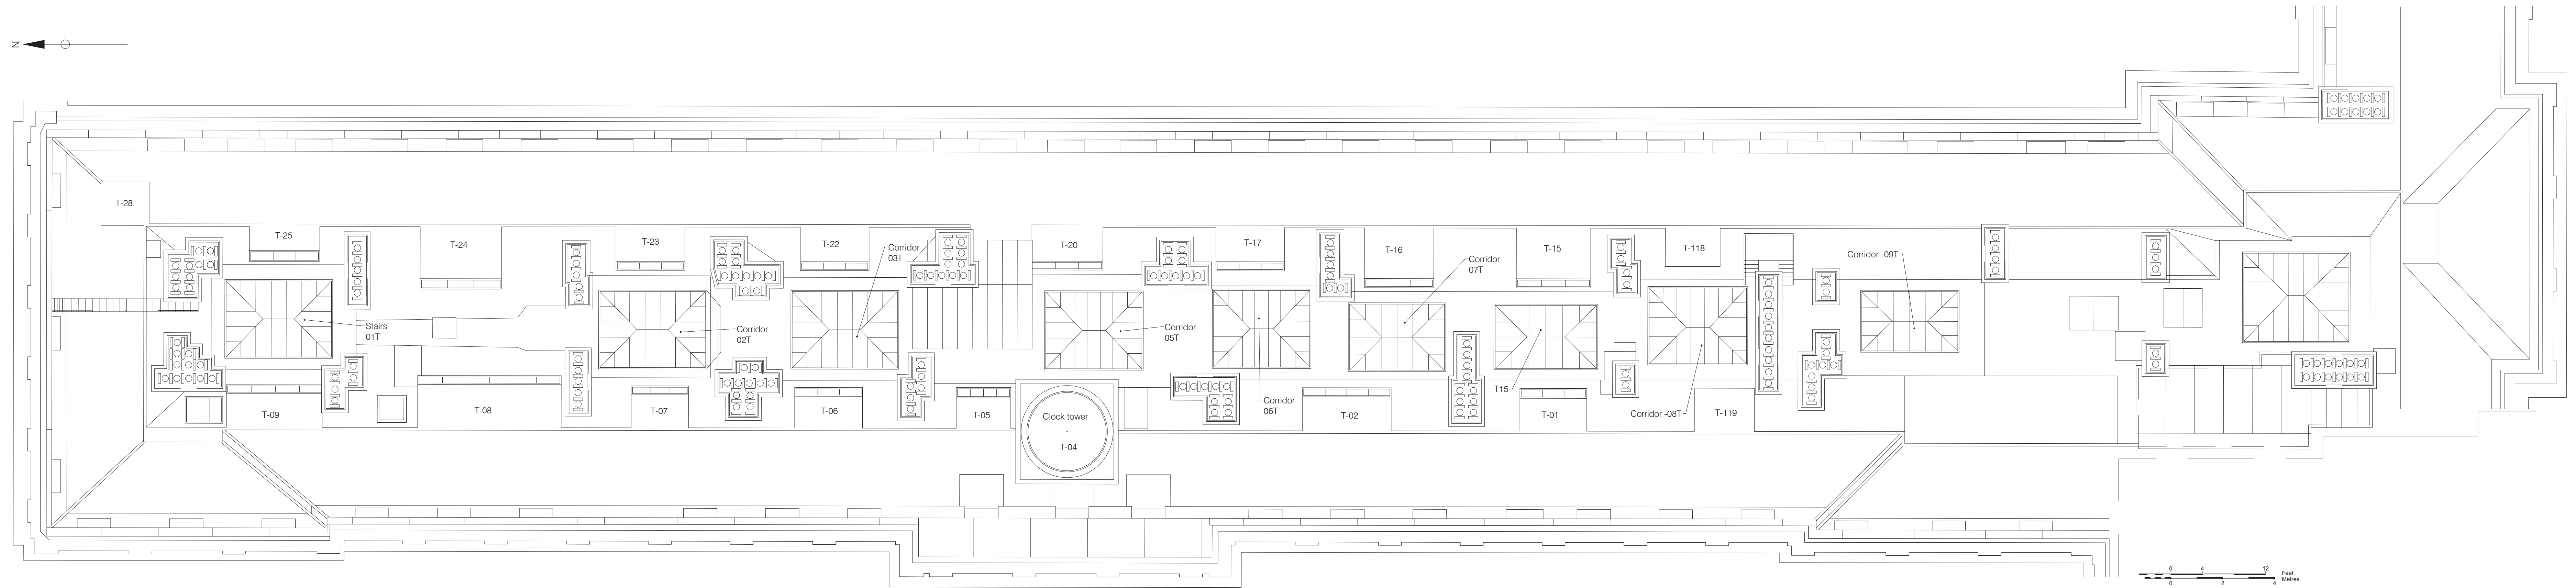 N
T-28
T-25
T-24
T-23
T-22
Corridor
03T
T-20
T-17
T-16
Corridor
07T
T-15
T-118
Corridor -09T
Stairs
01T
Corridor
02T
Corridor
05T
T-09
T-08
T-07
T-06
T-05
Clock tower
-
T-04
Corridor
06T
T-02
T15
T-01
Corridor -08T
T-119
0 4 12
Feet
Metres
0 2 4